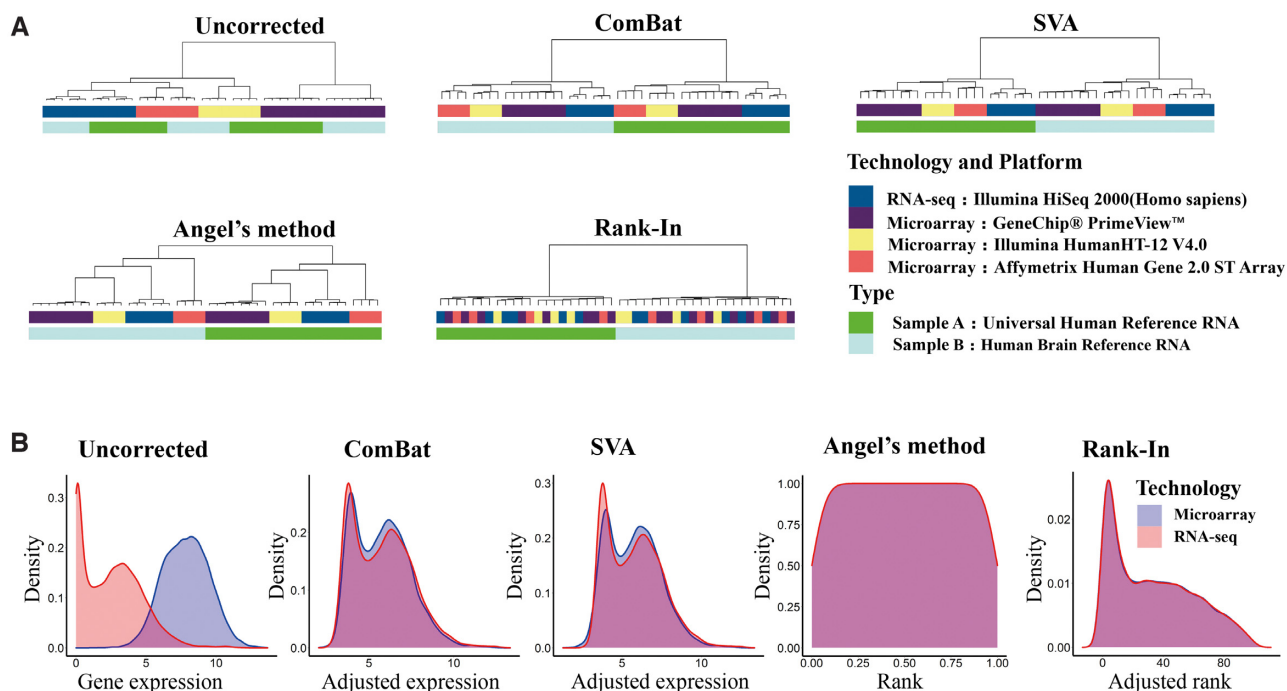 A
Uncorrected
ComBat
SVA
Technology and Platform
RNA-seq : Illumina HiSeq 2000(Homo sapiens)
Microarray : GeneChip® PrimeView™
Microarray : Illumina HumanHT-12 V4.0
Microarray : Affymetrix Human Gene 2.0 ST Array
Type
Sample A : Universal Human Reference RNA
Sample B : Human Brain Reference RNA
Angel's method
Rank-In
B
Uncorrected
Density
0.3
0.2
0.1
0.0
0 5 10
Gene expression
ComBat
Density
0.2
0.1
0.0
5 10
Adjusted expression
SVA
Density
0.3
0.2
0.1
0.0
5 10
Adjusted expression
Angel's method
Density
1.00
0.75
0.50
0.25
0.00
0.00 0.25 0.50 0.75 1.00
Rank
Rank-In
Technology
Microarray
RNA-seq
Density
0.02
0.01
0.00
0 40 80
Adjusted rank